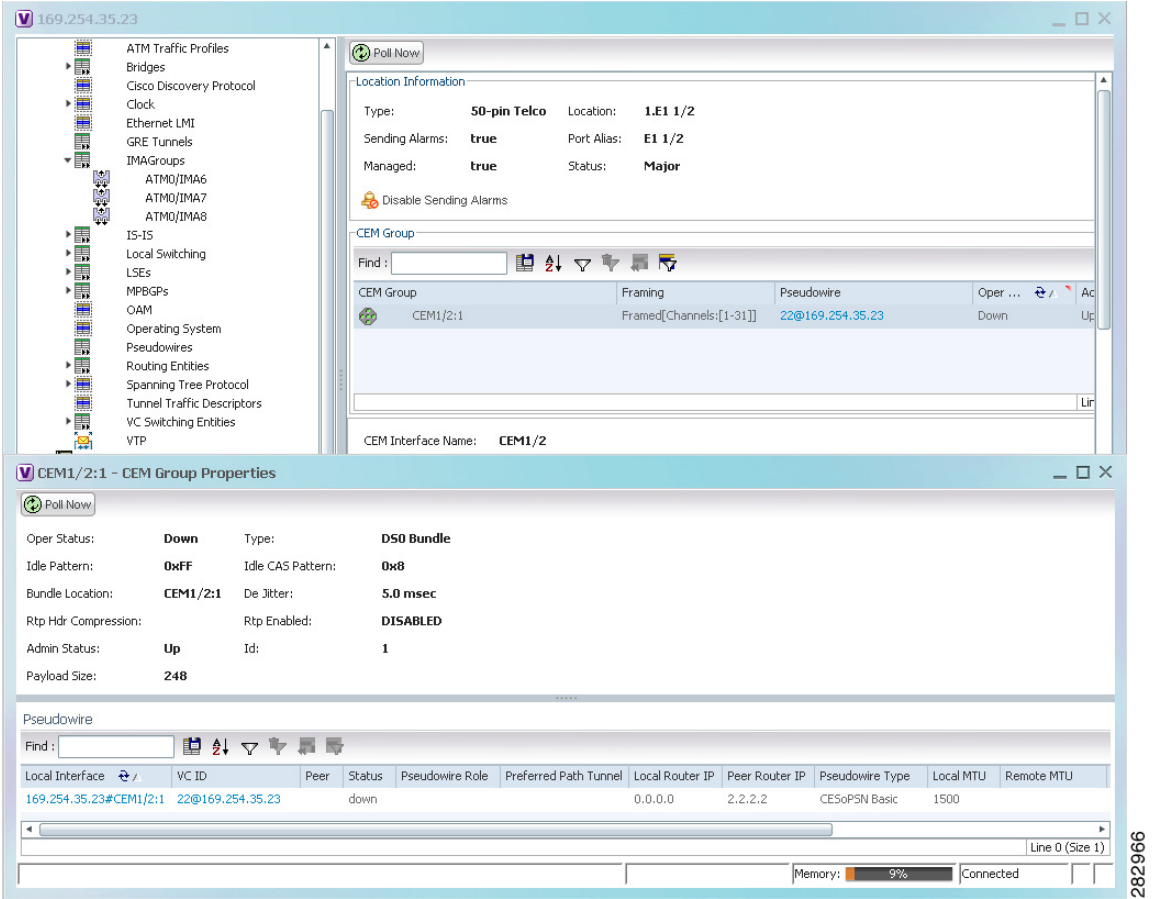 169.254.35.23
ATM Traffic Profiles
Bridges
Cisco Discovery Protocol
Clock
Ethernet LMI
GRE Tunnels
IMAGroups
ATM0/IMA6
ATM0/IMA7
ATM0/IMA8
IS-IS
Local Switching
LSEs
MPBGPs
OAM
Operating System
Pseudowires
Routing Entities
Spanning Tree Protocol
Tunnel Traffic Descriptors
VC Switching Entities
VTP
Poll Now
Location Information
Type: 50-pin Telco Location: 1.E1 1/2
Sending Alarms: true Port Alias: E1 1/2
Managed: true Status: Major
Disable Sending Alarms
CEM Group
Find :
CEM Group Framing Pseudowire Oper ... Ac
CEM1/2:1 Framed[Channels:[1-31]] 22@169.254.35.23 Down Up
Lin
CEM Interface Name: CEM1/2
CEM1/2:1 - CEM Group Properties
Poll Now
Oper Status: Down Type: DS0 Bundle
Idle Pattern: 0xFF Idle CAS Pattern: 0x8
Bundle Location: CEM1/2:1 De Jitter: 5.0 msec
Rtp Hdr Compression: Rtp Enabled: DISABLED
Admin Status: Up Id: 1
Payload Size: 248
Pseudowire
Find :
Local Interface VC ID Peer Status Pseudowire Role Preferred Path Tunnel Local Router IP Peer Router IP Pseudowire Type Local MTU Remote MTU
169.254.35.23#CEM1/2:1 22@169.254.35.23 down 0.0.0.0 2.2.2.2 CESoPSN Basic 1500
Line 0 (Size 1)
Memory: 9% Connected
282966